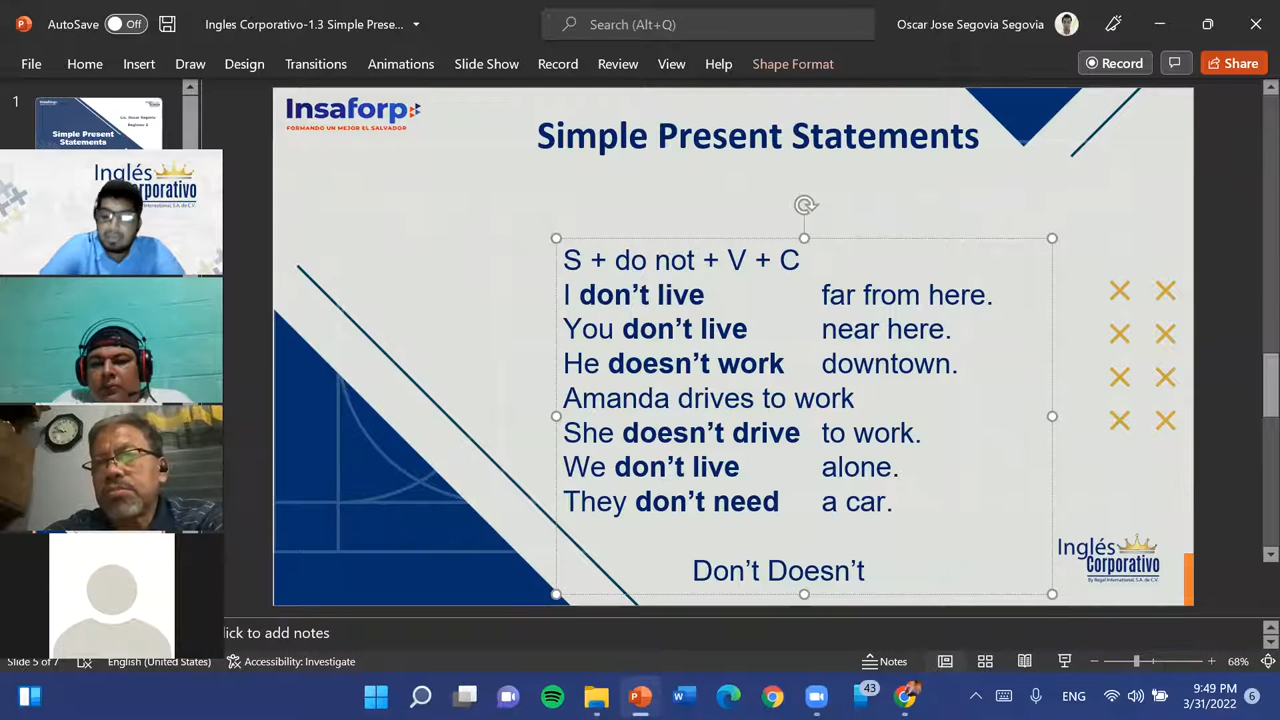 AutoSave Off Ingles Corporativo-1.3 Simple Prese... Search (Alt+Q) Oscar Jose Segovia Segovia
File Home Insert Draw Design Transitions Animations Slide Show Record Review View Help Shape Format Record Share
1
Simple Present
Statements
Inglés
Corporativo
Insaforp
FORMANDO UN MEJOR EL SALVADOR
Simple Present Statements
S + do not + V + C
I don’t live far from here.
You don’t live near here.
He doesn’t work downtown.
Amanda drives to work
She doesn’t drive to work.
We don’t live alone.
They don’t need a car.
Don’t Doesn’t
Inglés
Corporativo
By Regal International, S.A. de C.V.
lick to add notes
Slide 5 of 7 English (United States) Accessibility: Investigate Notes 68%
43 ENG 9:49 PM
3/31/2022 6